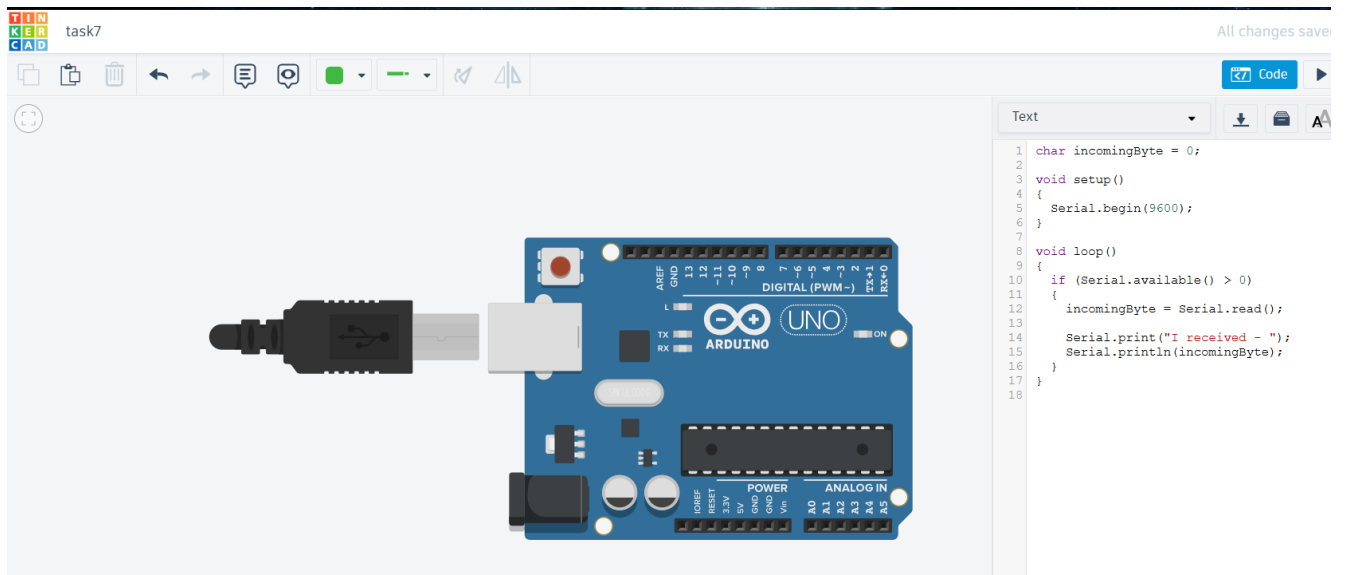 TIN
KER
CAD
task7
All changes save
Code
Text
AA
1 char incomingByte = 0;
2
3 void setup()
4 {
5 Serial.begin(9600);
6 }
7
8 void loop()
9 {
10 if (Serial.available() > 0)
11 {
12 incomingByte = Serial.read();
13
14 Serial.print("I received - ");
15 Serial.println(incomingByte);
16 }
17 }
18
AREF
GND
13
12
~11
~10
~9
8
7
~6
~5
4
~3
2
TX→1
RX←0
DIGITAL (PWM~)
L
TX
RX
ARDUINO
UNO
ON
POWER
ANALOG IN
IOREF
RESET
3.3V
5V
GND
GND
Vin
A0
A1
A2
A3
A4
A5